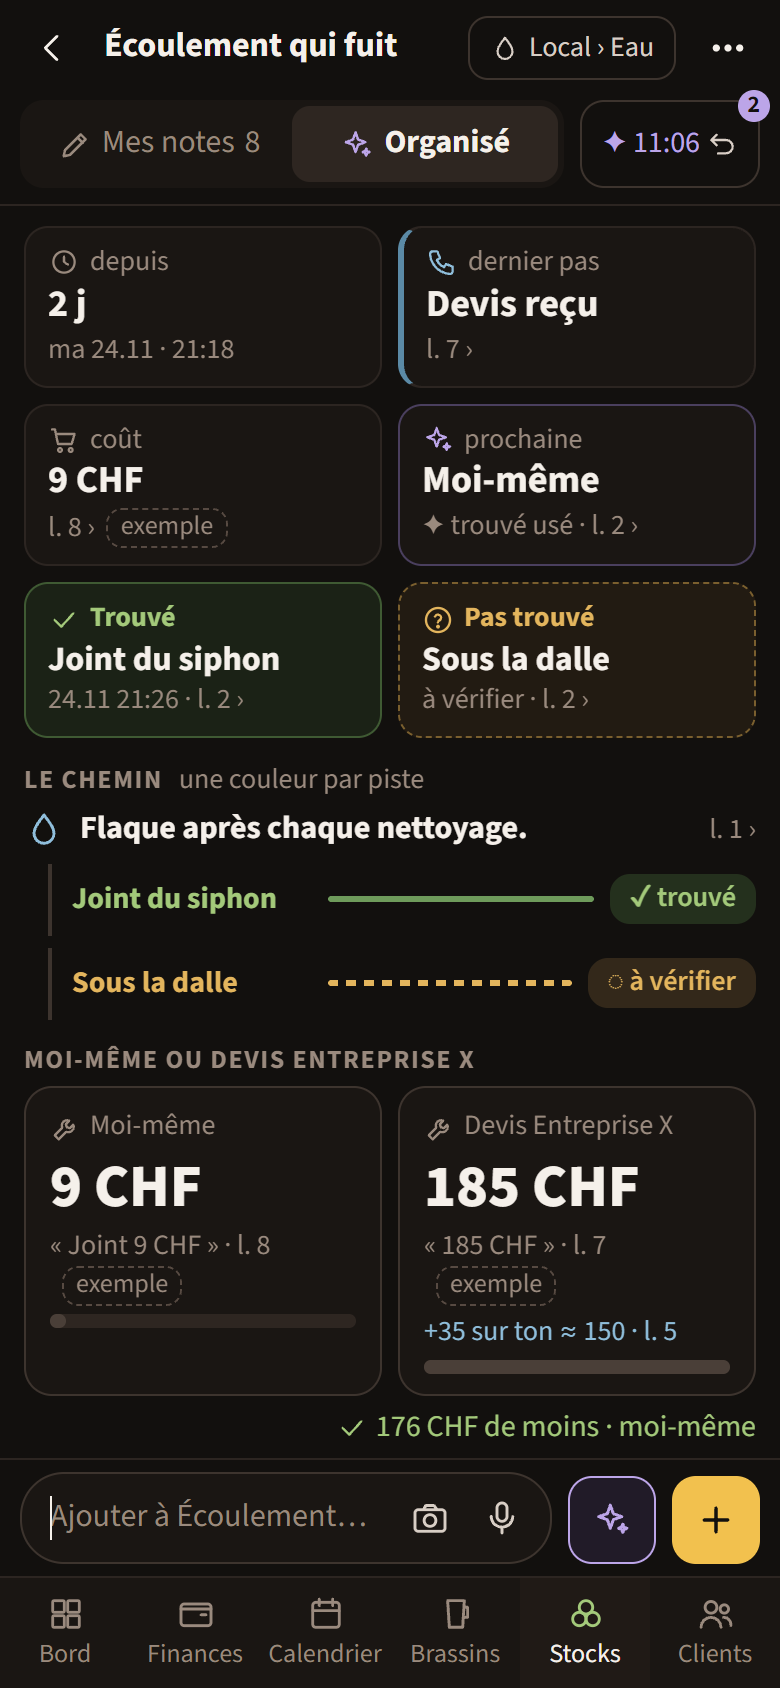 Écoulement qui fuit
Local › Eau
Mes notes 8
Organisé
11:06
2
depuis
2 j
ma 24.11 · 21:18
dernier pas
Devis reçu
l. 7 ›
coût
9 CHF
l. 8 › exemple
prochaine
Moi-même
✦ trouvé usé · l. 2 ›
Trouvé
Joint du siphon
24.11 21:26 · l. 2 ›
Pas trouvé
Sous la dalle
à vérifier · l. 2 ›
LE CHEMIN une couleur par piste
Flaque après chaque nettoyage. l. 1 ›
Joint du siphon ✓ trouvé
Sous la dalle ◌ à vérifier
MOI-MÊME OU DEVIS ENTREPRISE X
Moi-même
9 CHF
« Joint 9 CHF » · l. 8
exemple
Devis Entreprise X
185 CHF
« 185 CHF » · l. 7
exemple
+35 sur ton ≈ 150 · l. 5
176 CHF de moins · moi-même
Ajouter à Écoulement…
Bord
Finances
Calendrier
Brassins
Stocks
Clients